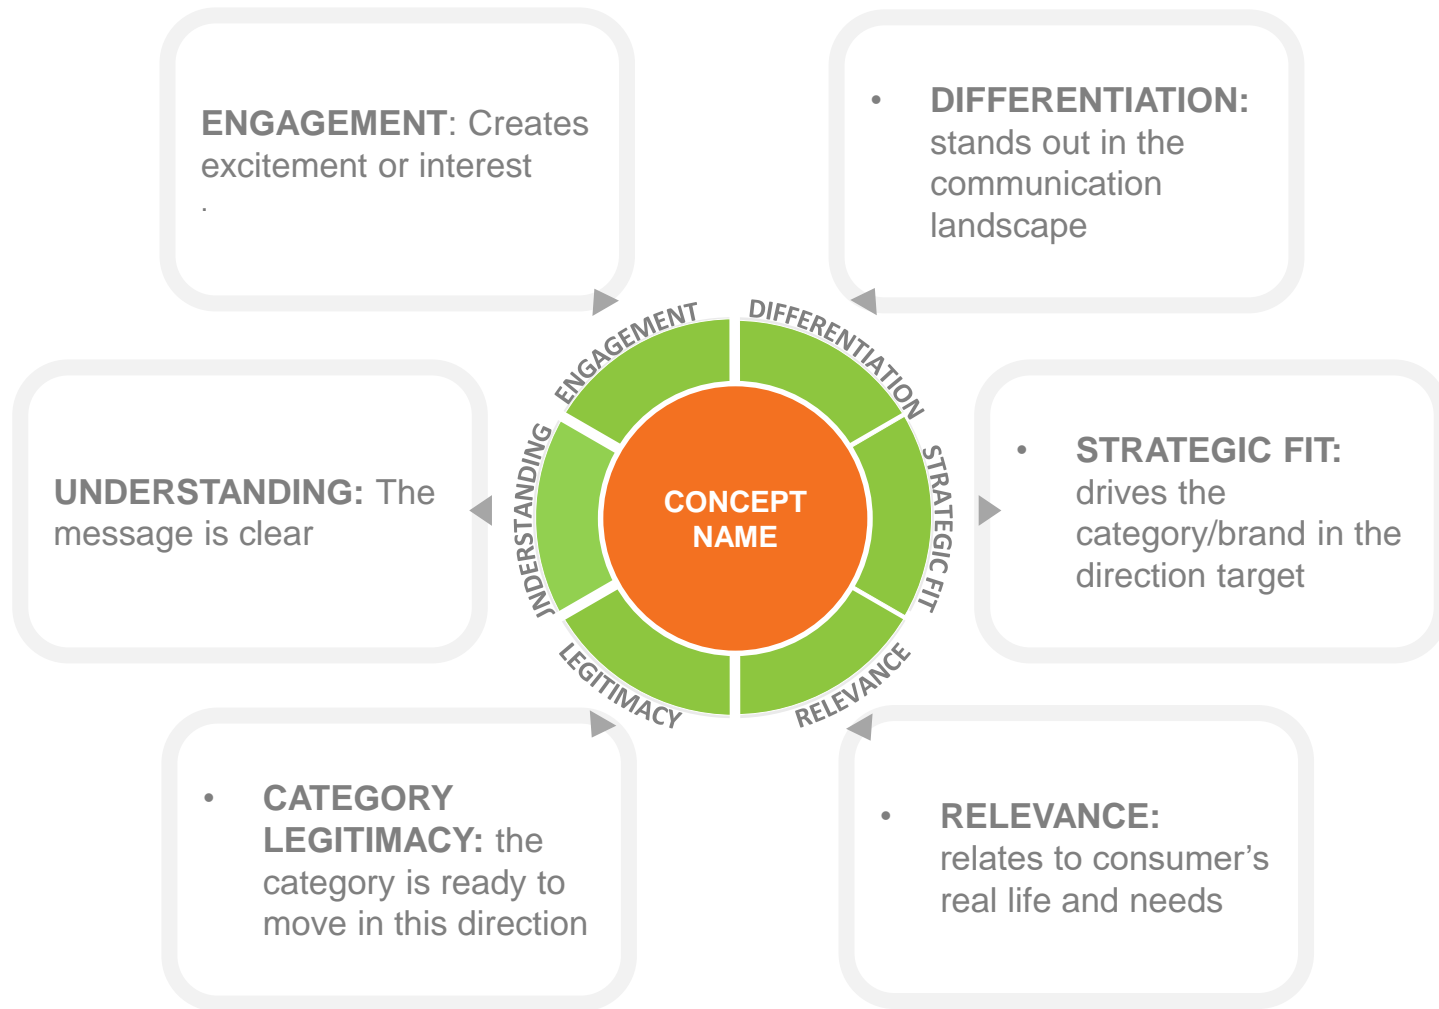 ENGAGEMENT: Creates
excitement or interest
.
• DIFFERENTIATION:
stands out in the
communication
landscape
ENGAGEMENT
DIFFERENTIATION
UNDERSTANDING: The
message is clear
UNDERSTANDING
CONCEPT
NAME
STRATEGIC FIT
• STRATEGIC FIT:
drives the
category/brand in the
direction target
LEGITIMACY
RELEVANCE
• CATEGORY
LEGITIMACY: the
category is ready to
move in this direction
• RELEVANCE:
relates to consumer’s
real life and needs